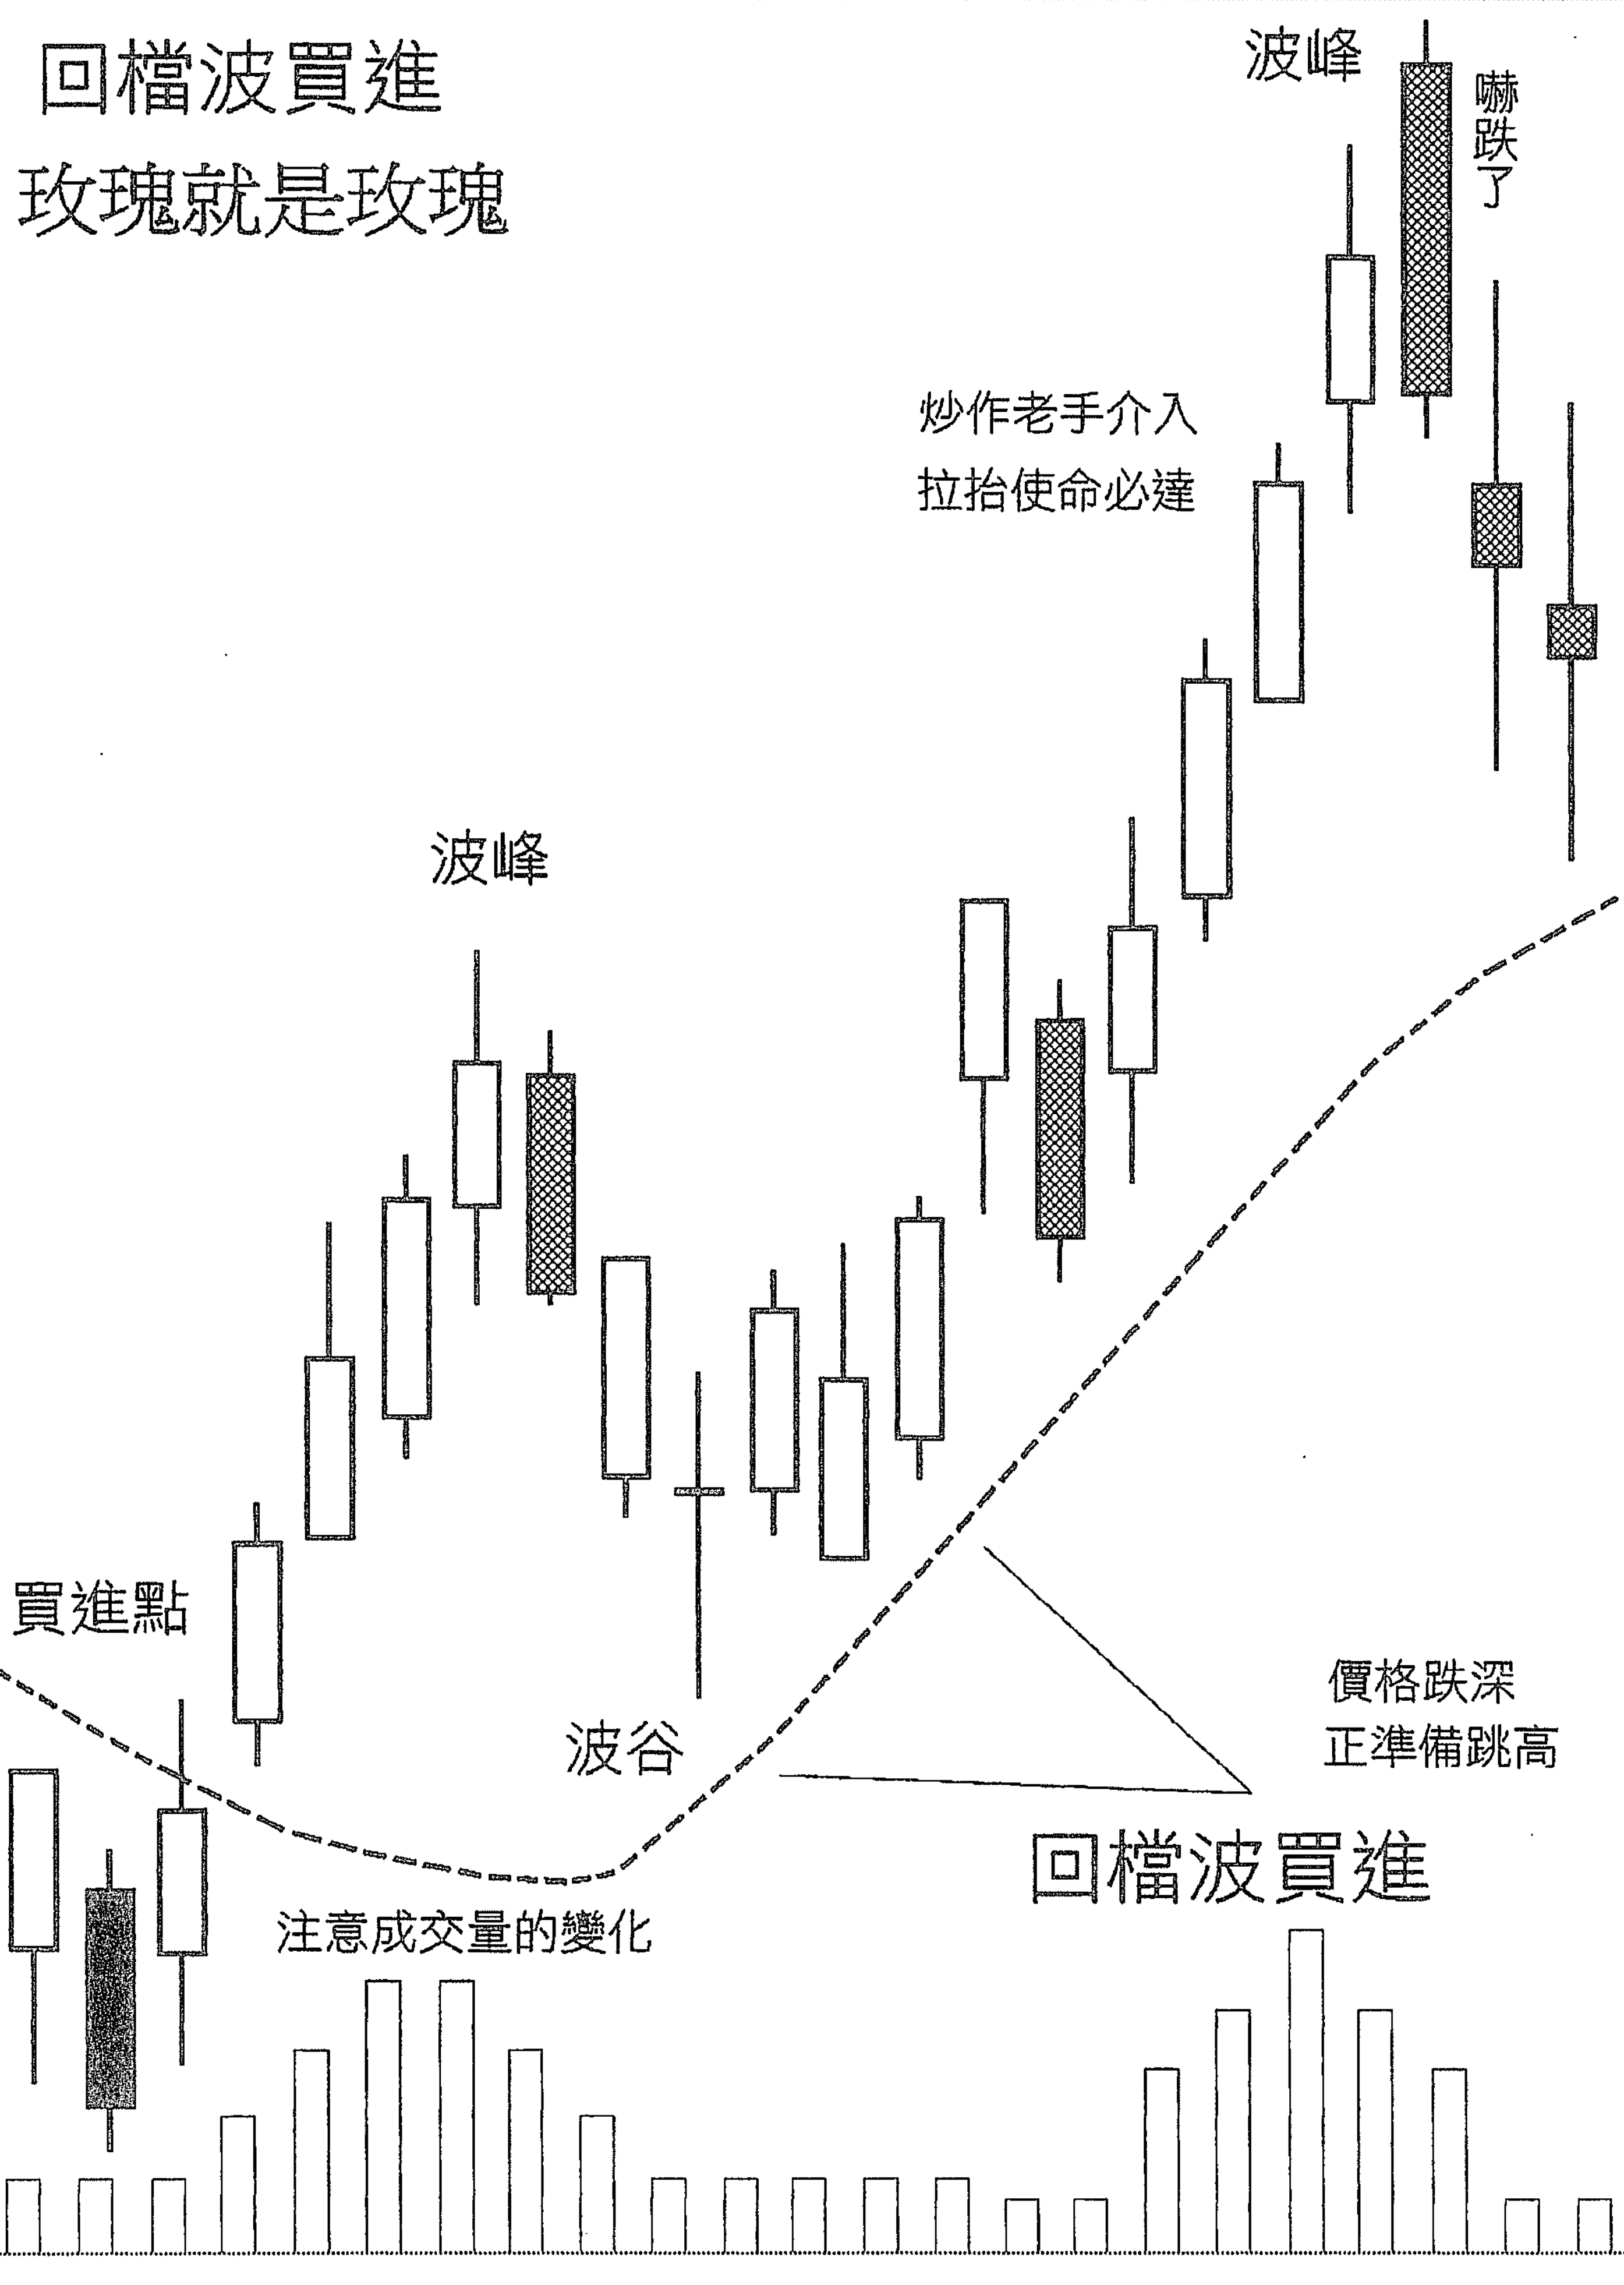 回檔波買進
玫瑰就是玫瑰
波峰
嚇跌了
炒作老手介入
拉抬使命必達
波峰
買進點
波谷
價格跌深
正準備跳高
回檔波買進
注意成交量的變化